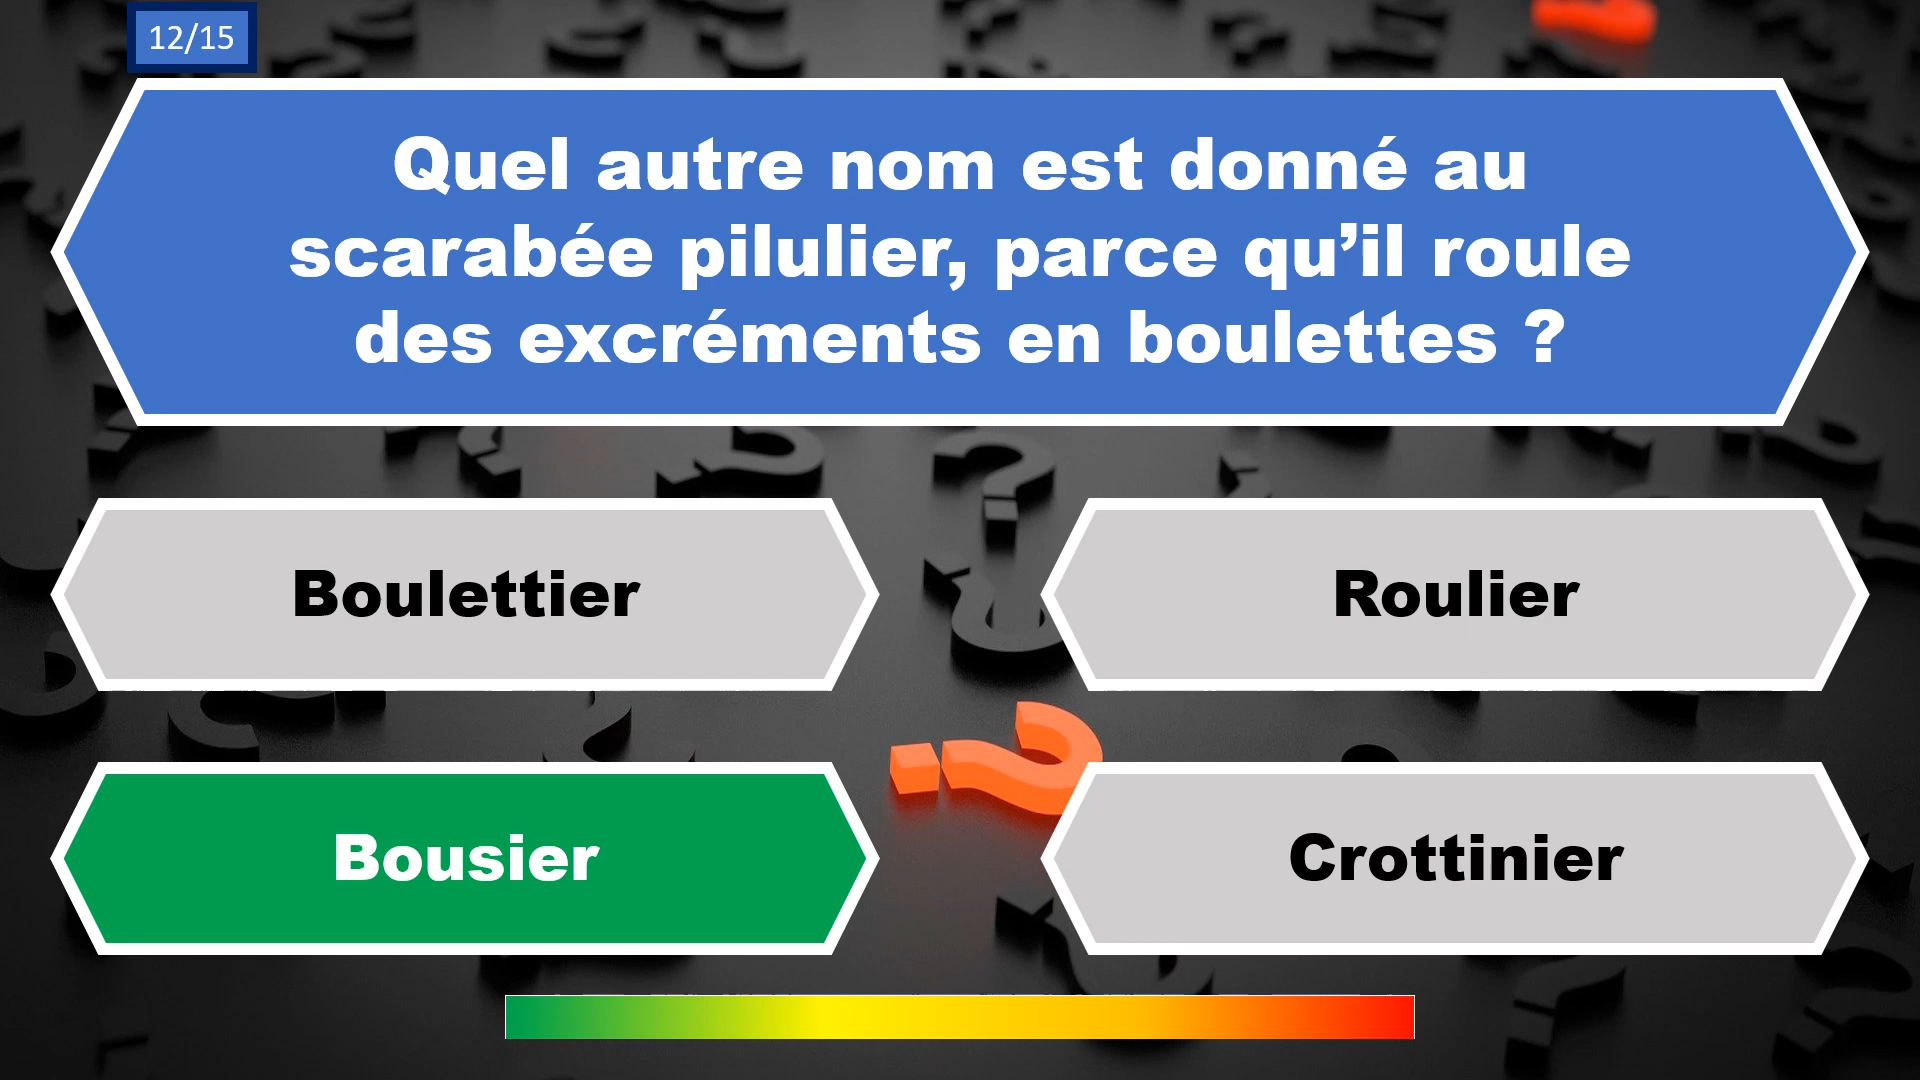 12/15
Quel autre nom est donné au
scarabée pilulier, parce qu’il roule
des excréments en boulettes ?
Boulettier
Roulier
Bousier
Crottinier